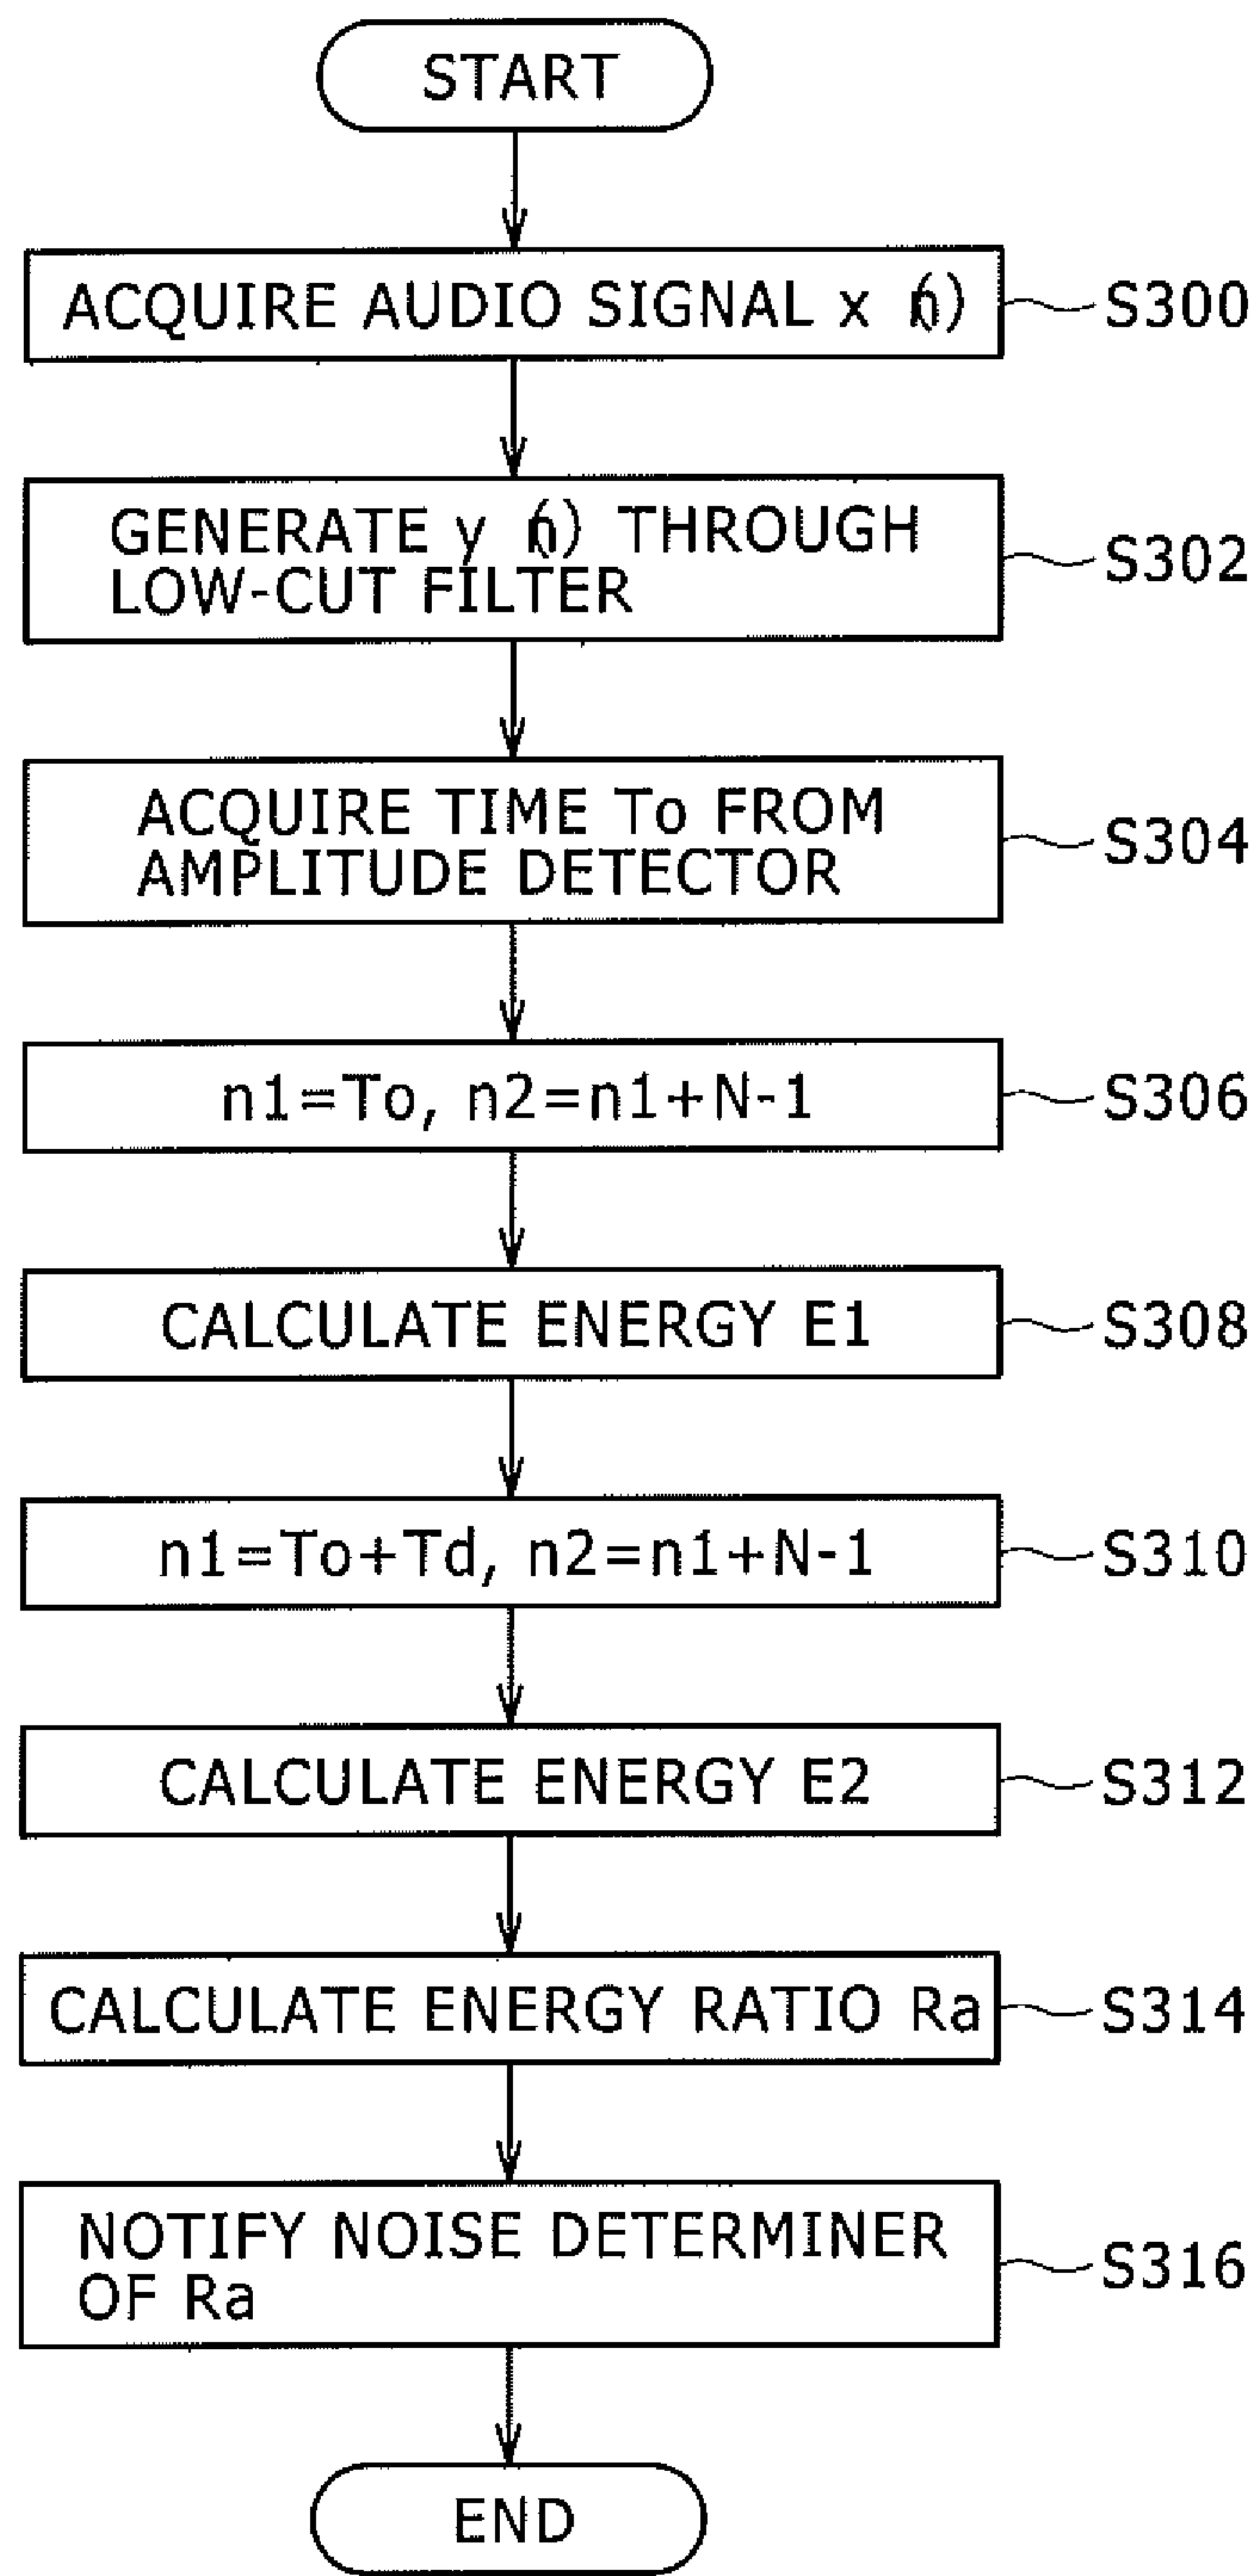 START
ACQUIRE AUDIO SIGNAL x (n)
S300
GENERATE y (n) THROUGH
LOW-CUT FILTER
S302
ACQUIRE TIME To FROM
AMPLITUDE DETECTOR
S304
n1=To, n2=n1+N-1
S306
CALCULATE ENERGY E1
S308
n1=To+Td, n2=n1+N-1
S310
CALCULATE ENERGY E2
S312
CALCULATE ENERGY RATIO Ra
S314
NOTIFY NOISE DETERMINER
OF Ra
S316
END